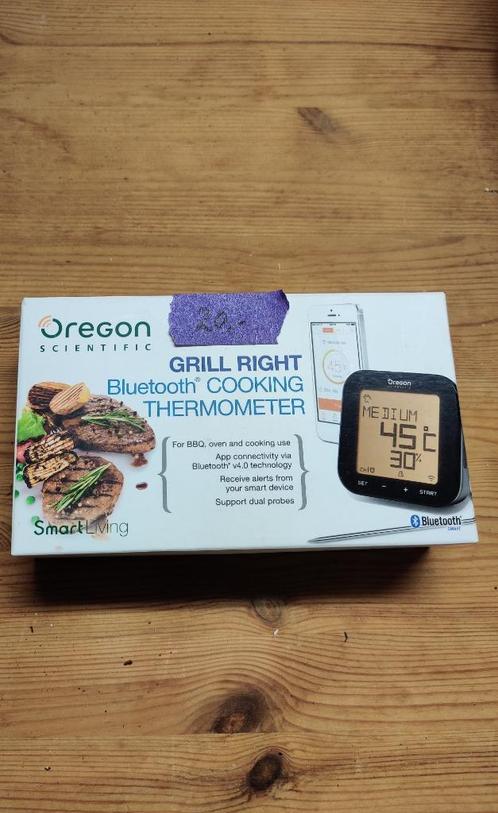 Oregon
SCIENTIFIC
20,-
GRILL RIGHT
Bluetooth® COOKING
THERMOMETER
For BBQ, oven and cooking use
App connectivity via
Bluetooth® v4.0 technology
Receive alerts from
your smart device
Support dual probes
SmartLiving
Oregon
MEDIUM
45°C
30%
SET - + START
Bluetooth®